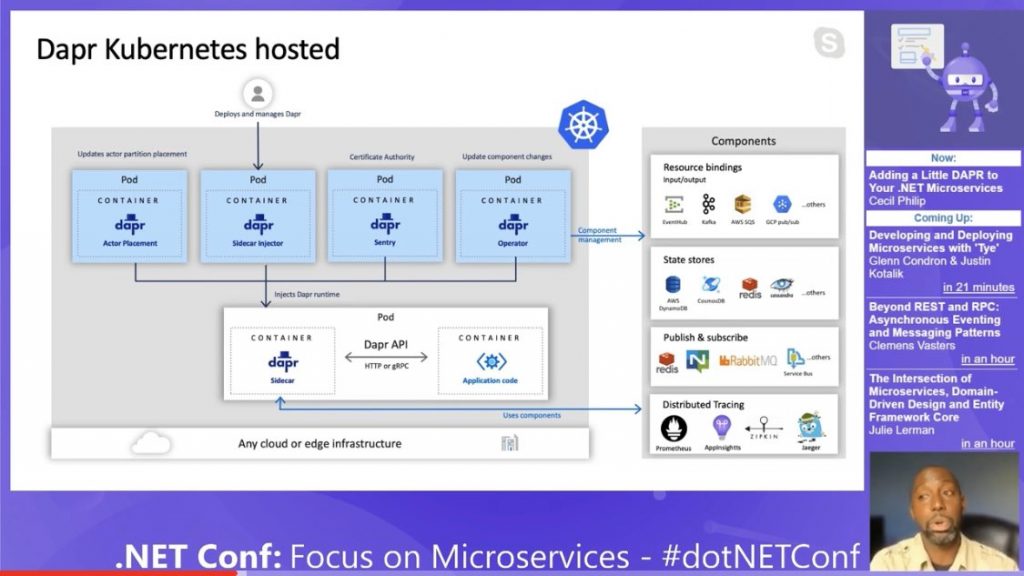 Dapr Kubernetes hosted
Deploys and manages Dapr
Updates actor partition placement
Certificate Authority
Update component changes
Pod
CONTAINER
dapr
Actor Placement
Pod
CONTAINER
dapr
Sidecar injector
Pod
CONTAINER
dapr
Sentry
Pod
CONTAINER
dapr
Operator
Component
management
Injects Dapr runtime
Pod
CONTAINER
dapr
Sidecar
Dapr API
HTTP or gRPC
CONTAINER
Application code
Uses components
Any cloud or edge infrastructure
Components
Resource bindings
Input/output
EventHub
Kafka
AWS SQS
GCP pub/sub
...others
State stores
AWS
DynamoDB
CosmosDB
redis
cassandra
...others
Publish & subscribe
redis
RabbitMQ
Service Bus
...others
Distributed Tracing
Prometheus
AppInsightts
ZIPKIN
Jaeger
S
Now:
Adding a Little DAPR to
Your .NET Microservices
Cecil Philip
Coming Up:
Developing and Deploying
Microservices with 'Tye'
Glenn Condron & Justin
Kotalik
in 21 minutes
Beyond REST and RPC:
Asynchronous Eventing
and Messaging Patterns
Clemens Vasters
in an hour
The Intersection of
Microservices, Domain-
Driven Design and Entity
Framework Core
Julie Lerman
in an hour
.NET Conf: Focus on Microservices - #dotNETConf